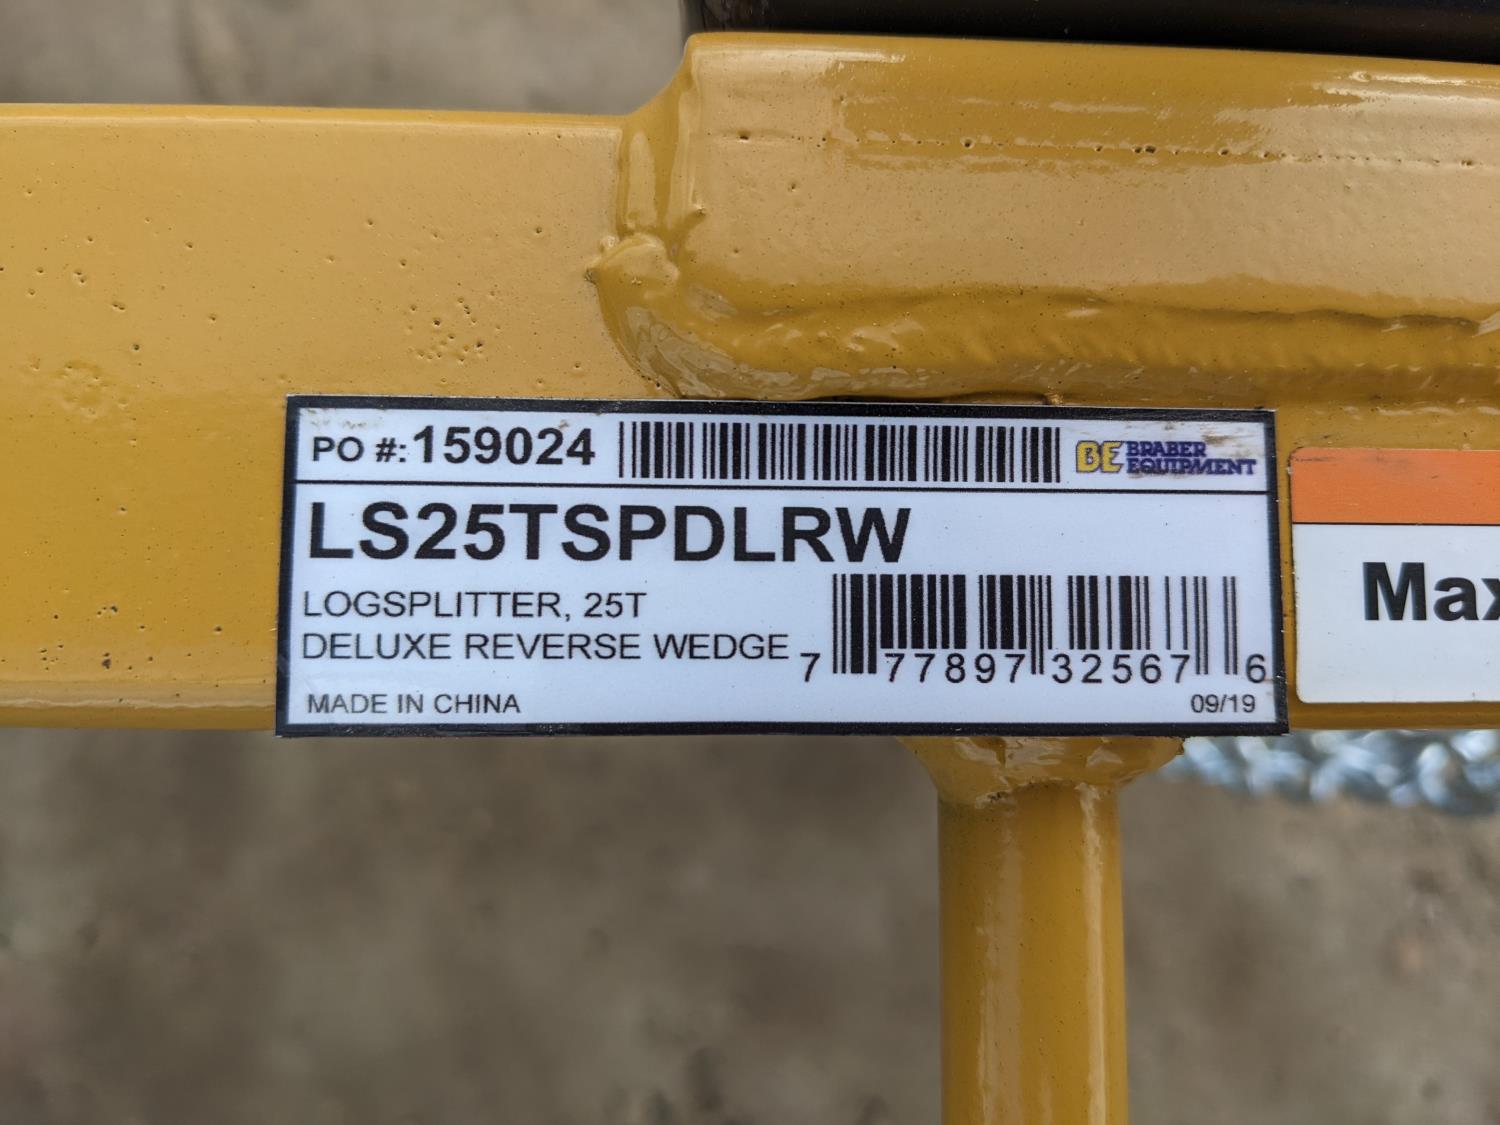 PO #: 159024
BE BRABER EQUIPMENT
LS25TSPDLRW
LOGSPLITTER, 25T
DELUXE REVERSE WEDGE
7 77897 32567 6
MADE IN CHINA
09/19
Max